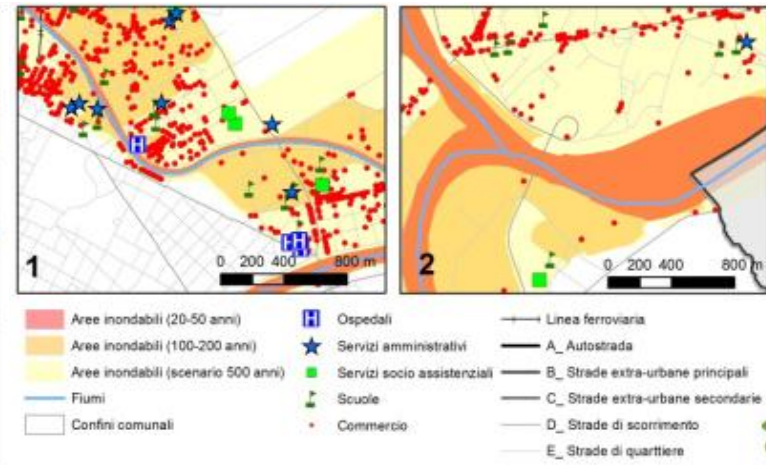 1
0 200 400 800 m
2
0 200 400 800 m
Aree inondabili (20-50 anni)
Aree inondabili (100-200 anni)
Aree inondabili (scenario 500 anni)
Fiumi
Confini comunali
H Ospedali
Servizi amministrativi
Servizi socio assistenziali
Scuole
Commercio
Linea ferroviaria
A_ Autostrada
B_ Strade extra-urbane principali
C_ Strade extra-urbane secondarie
D_ Strade di scorrimento
E_ Strade di quarttiere